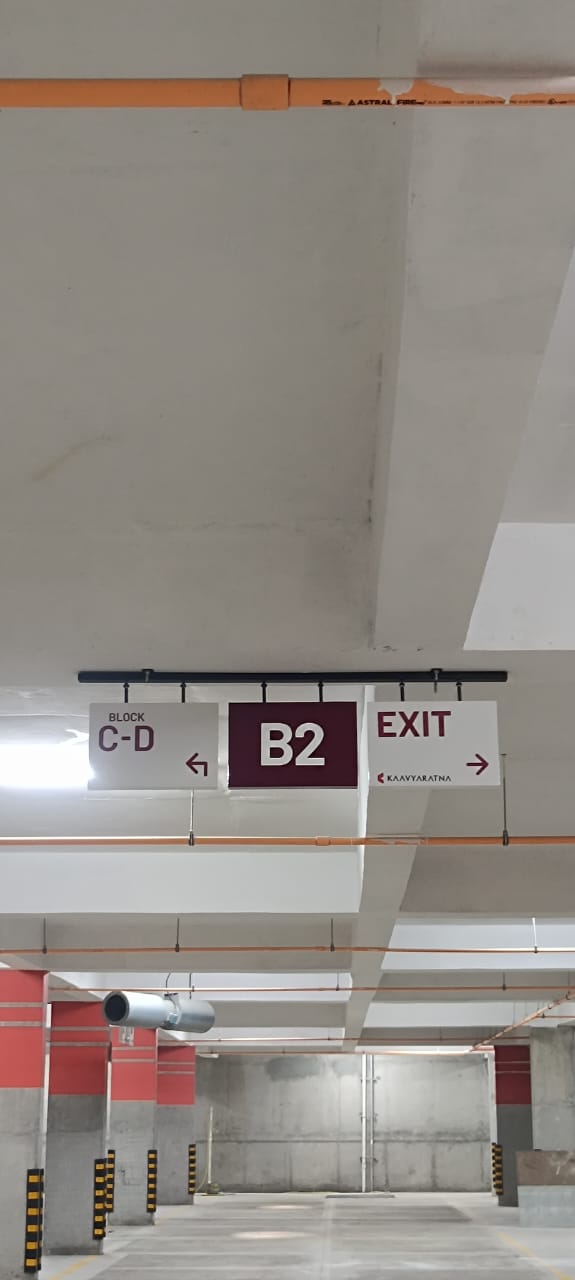 ASTRAL FIRE
BLOCK
C-D
B2
EXIT
KAAVYARATNA